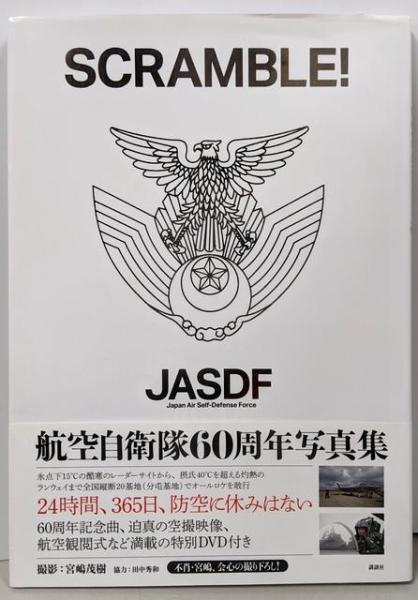 SCRAMBLE!
JASDF
Japan Air Self-Defense Force
航空自衛隊60周年写真集
氷点下15℃の酷寒のレーダーサイトから、摂氏40℃を超える灼熱の
ランウェイまで全国縦断20基地(分屯基地)でオールロケを敢行
24時間、365日、防空に休みはない
60周年記念曲、迫真の空撮映像、
航空観閲式など満載の特別DVD付き
撮影:宮嶋茂樹 協力:田中秀和 不肖・宮嶋、会心の撮り下ろし! 講談社